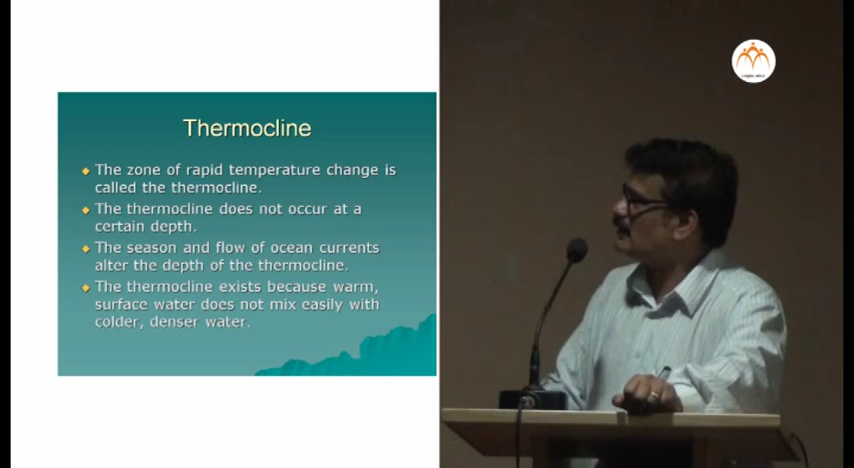 Thermocline
The zone of rapid temperature change is
called the thermocline.
The thermocline does not occur at a
certain depth.
The season and flow of ocean currents
alter the depth of the thermocline.
The thermocline exists because warm,
surface water does not mix easily with
colder, denser water.